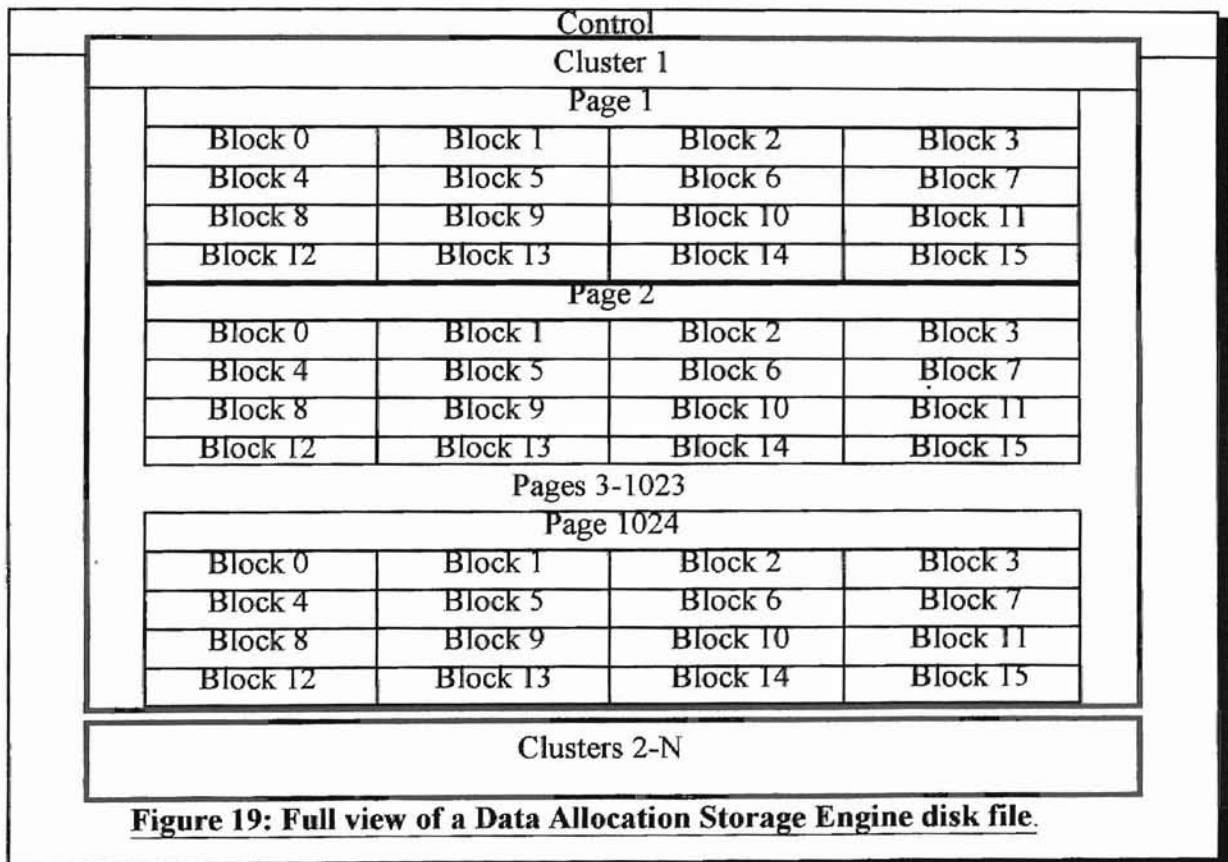 Control
Cluster 1
Page 1
Block 0 Block 1 Block 2 Block 3
Block 4 Block 5 Block 6 Block 7
Block 8 Block 9 Block 10 Block 11
Block 12 Block 13 Block 14 Block 15
Page 2
Block 0 Block 1 Block 2 Block 3
Block 4 Block 5 Block 6 Block 7
Block 8 Block 9 Block 10 Block 11
Block 12 Block 13 Block 14 Block 15
Pages 3-1023
Page 1024
Block 0 Block 1 Block 2 Block 3
Block 4 Block 5 Block 6 Block 7
Block 8 Block 9 Block 10 Block 11
Block 12 Block 13 Block 14 Block 15
Clusters 2-N
Figure 19: Full view of a Data Allocation Storage Engine disk file.